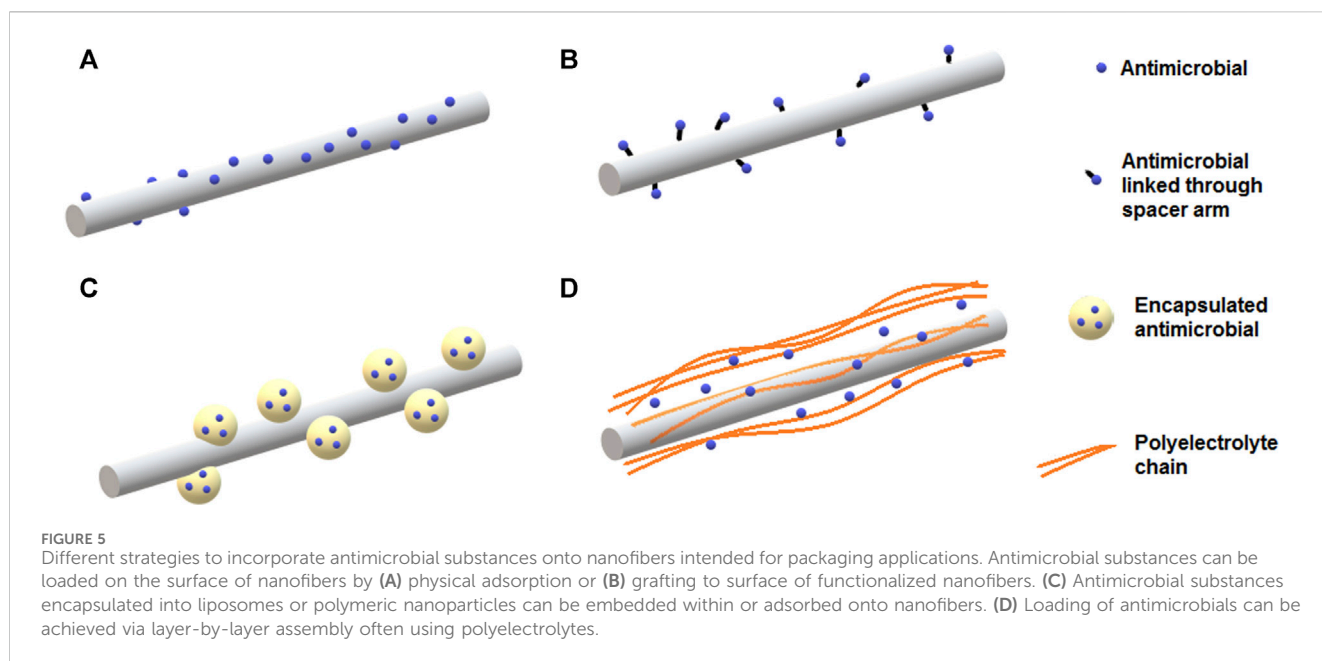 A
B
Antimicrobial
Antimicrobial
linked through
spacer arm
C
D
Encapsulated
antimicrobial
Polyelectrolyte
chain
FIGURE 5
Different strategies to incorporate antimicrobial substances onto nanofibers intended for packaging applications. Antimicrobial substances can be
loaded on the surface of nanofibers by (A) physical adsorption or (B) grafting to surface of functionalized nanofibers. (C) Antimicrobial substances
encapsulated into liposomes or polymeric nanoparticles can be embedded within or adsorbed onto nanofibers. (D) Loading of antimicrobials can be
achieved via layer-by-layer assembly often using polyelectrolytes.